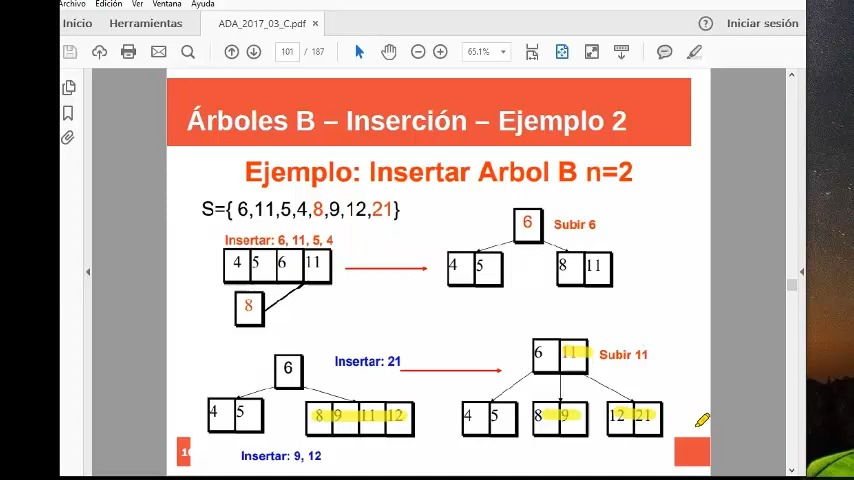 Archivo Edición Ver Ventana Ayuda
Inicio Herramientas ADA_2017_03_C.pdf × Iniciar sesión
101 / 187 65.1%
Árboles B – Inserción – Ejemplo 2
Ejemplo: Insertar Arbol B n=2
S={ 6,11,5,4,8,9,12,21}
Insertar: 6, 11, 5, 4
4 5 6 11
8
6 Subir 6
4 5 8 11
Insertar: 21
6
4 5 8 9 11 12
Insertar: 9, 12
6 11 Subir 11
4 5 8 9 12 21